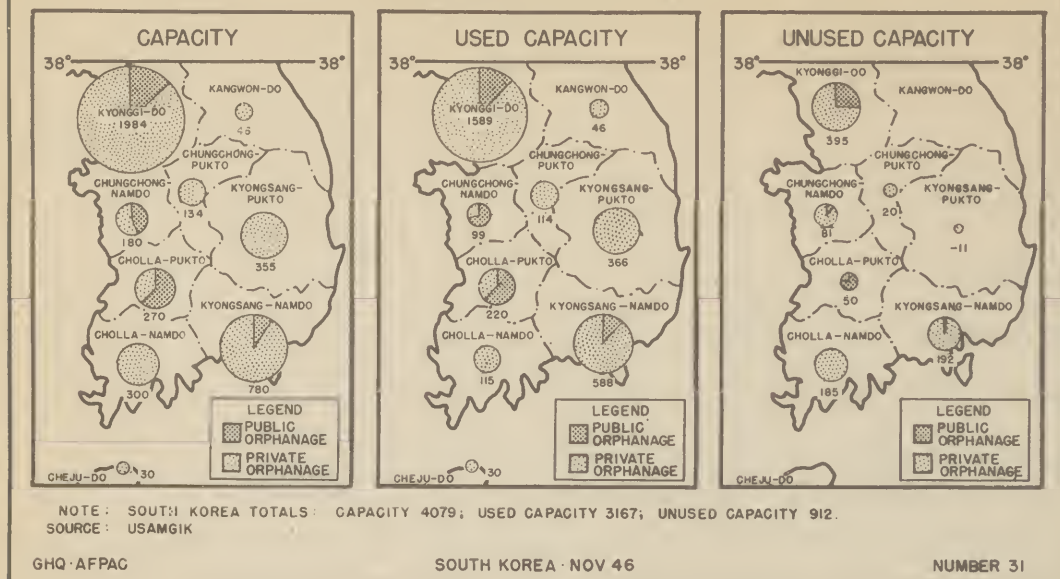 CAPACITY
38° 38°
KYONGGI-DO
1984
KANGWON-DO
46
CHUNGCHONG-
PUKTO
134
CHUNGCHONG-
NAMDO
180
KYONGSANG-
PUKTO
355
CHOLLA-PUKTO
270
KYONGSANG-NAMDO
780
CHOLLA-NAMDO
300
LEGEND
PUBLIC
ORPHANAGE
PRIVATE
ORPHANAGE
CHEJU-DO 30
USED CAPACITY
38° 38°
KYONGGI-DO
1589
KANGWON-DO
46
CHUNGCHONG-
PUKTO
114
CHUNGCHONG-
NAMDO
99
KYONGSANG-
PUKTO
366
CHOLLA-PUKTO
220
KYONGSANG-NAMDO
588
CHOLLA-NAMDO
115
LEGEND
PUBLIC
ORPHANAGE
PRIVATE
ORPHANAGE
CHEJU-DO 30
UNUSED CAPACITY
38° 38°
KYONGGI-DO
395
KANGWON-DO
CHUNGCHONG-
PUKTO
20
CHUNGCHONG-
NAMDO
81
KYONGSANG-
PUKTO
-11
CHOLLA-PUKTO
50
KYONGSANG-NAMDO
192
CHOLLA-NAMDO
185
LEGEND
PUBLIC
ORPHANAGE
PRIVATE
ORPHANAGE
CHEJU-DO
NOTE: SOUTH KOREA TOTALS: CAPACITY 4079; USED CAPACITY 3167; UNUSED CAPACITY 912.
SOURCE: USAMGIK
GHQ·AFPAC SOUTH KOREA·NOV 46 NUMBER 31